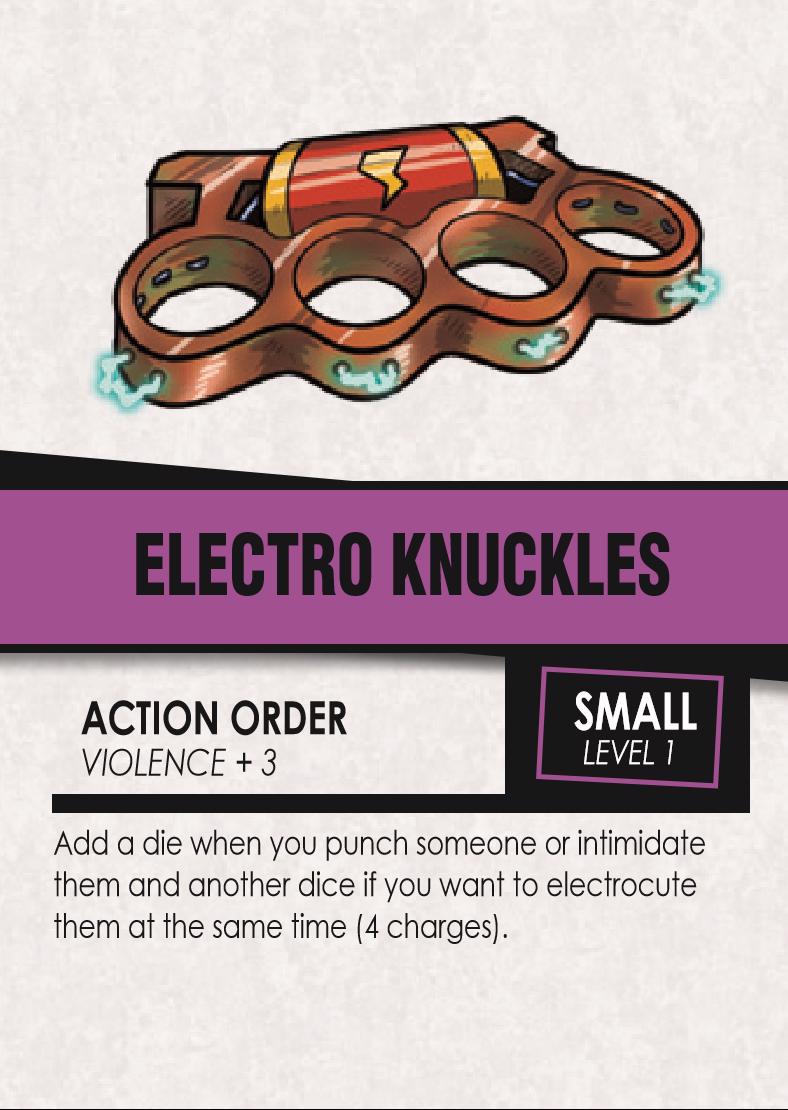 ELECTRO KNUCKLES
ACTION ORDER
VIOLENCE + 3
SMALL
LEVEL 1
Add a die when you punch someone or intimidate
them and another dice if you want to electrocute
them at the same time (4 charges).